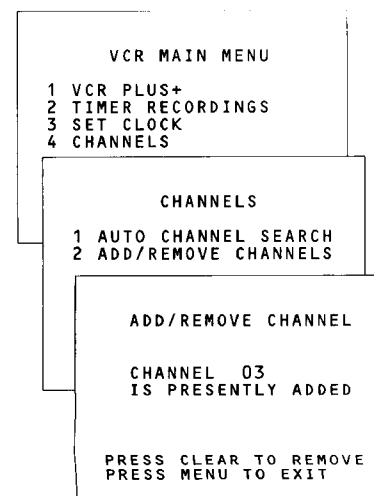 VCR MAIN MENU
1 VCR PLUS+
2 TIMER RECORDINGS
3 SET CLOCK
4 CHANNELS
CHANNELS
1 AUTO CHANNEL SEARCH
2 ADD/REMOVE CHANNELS
ADD/REMOVE CHANNEL
CHANNEL 03
IS PRESENTLY ADDED
PRESS CLEAR TO REMOVE
PRESS MENU TO EXIT